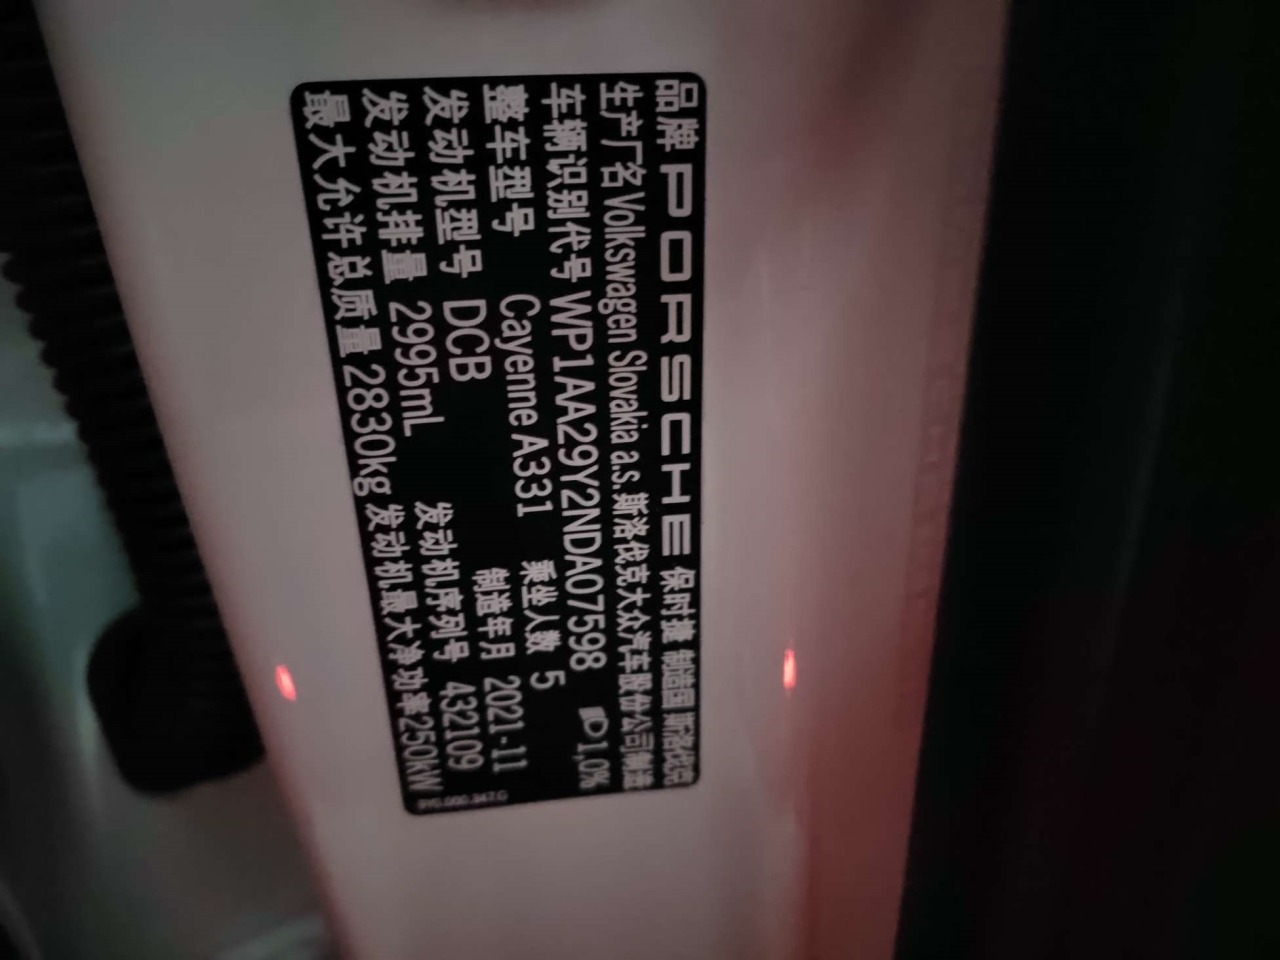 品牌 PORSCHE 保时捷 制造国 斯洛伐克
生产厂名 Volkswagen Slovakia a.s. 斯洛伐克大众汽车股份公司制造
车辆识别代号 WP1AA29Y2NDA07598 1,0%
整车型号 Cayenne A331 乘坐人数 5
发动机型号 DCB 制造年月 2021·11
发动机排量 2995mL 发动机序列号 432109
最大允许总质量 2830kg 发动机最大净功率 250kW